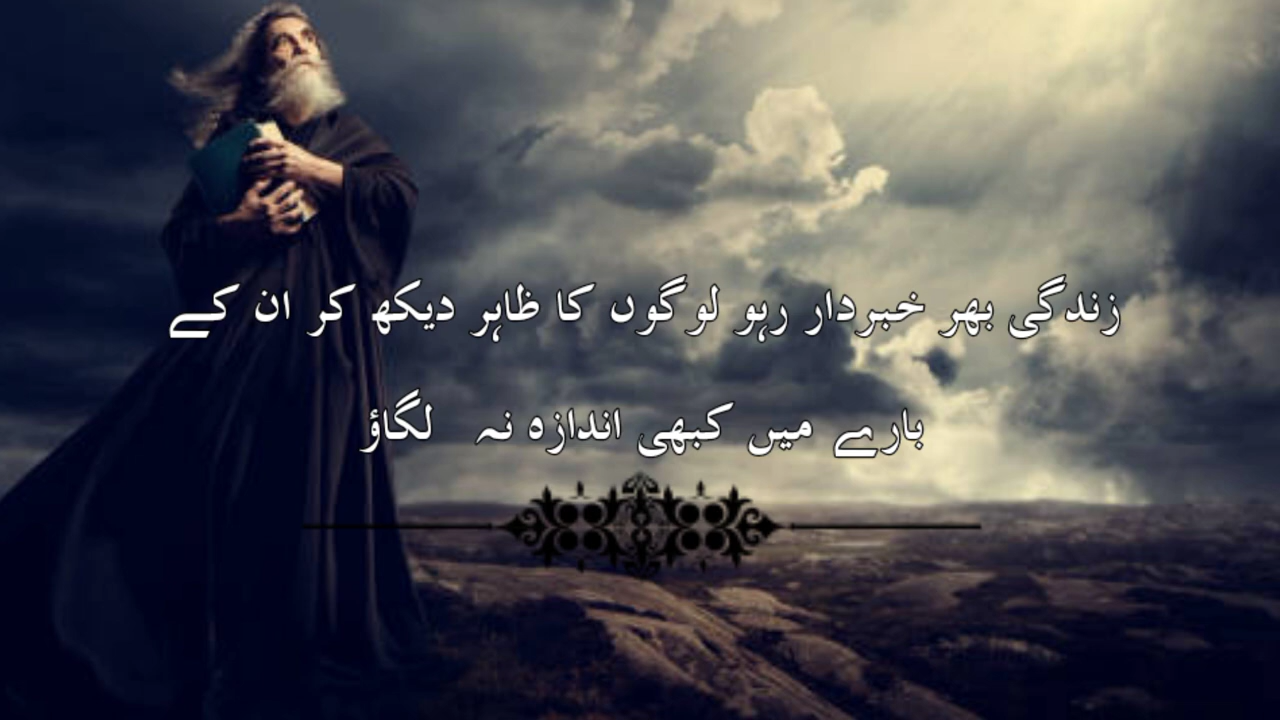 زندگی بھر خبردار رہو لوگوں کا ظاہر دیکھ کر ان کے
بارے میں کبھی اندازہ نہ لگاؤ